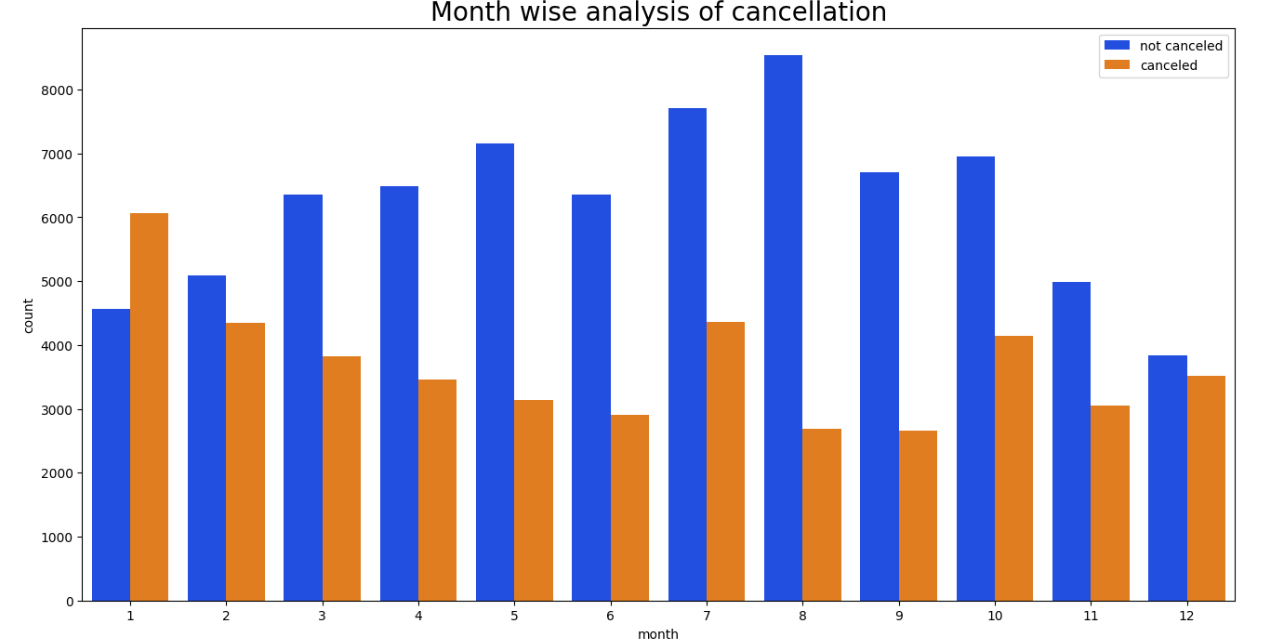 Month wise analysis of cancellation
not canceled
canceled
8000
7000
6000
5000
4000
3000
2000
1000
0
count
1 2 3 4 5 6 7 8 9 10 11 12
month